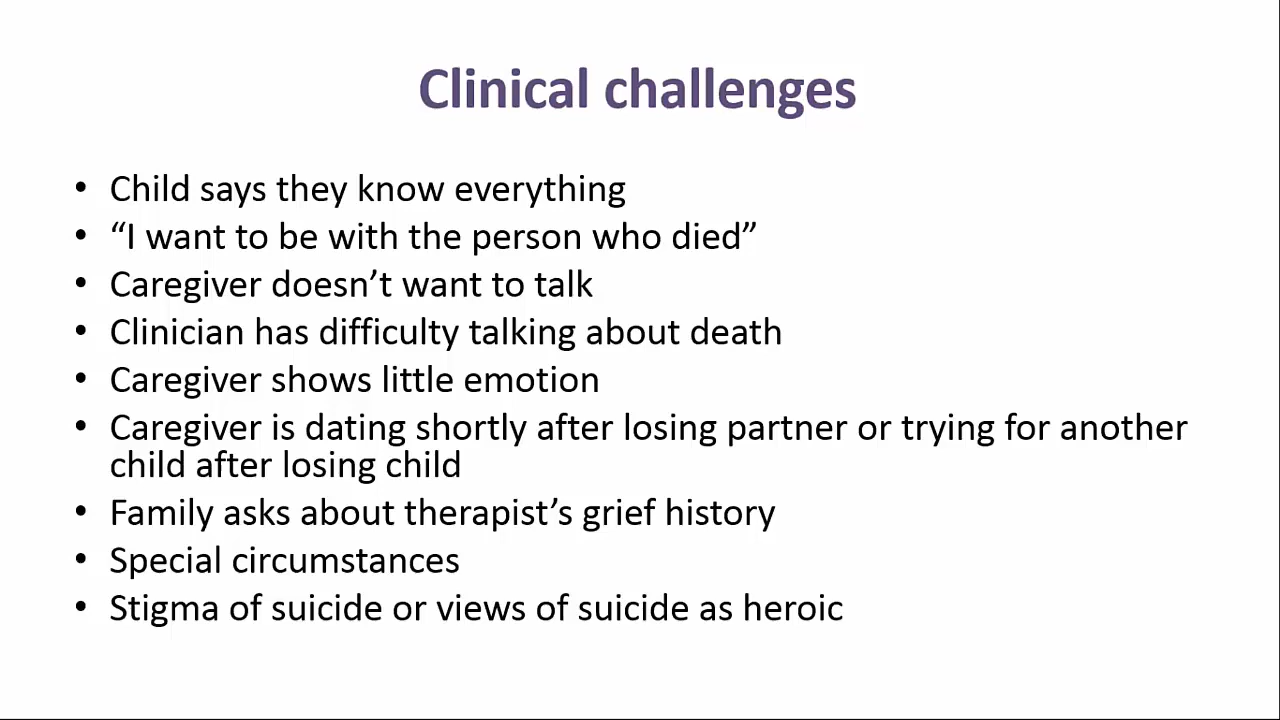 Clinical challenges
• Child says they know everything
• “I want to be with the person who died”
• Caregiver doesn’t want to talk
• Clinician has difficulty talking about death
• Caregiver shows little emotion
• Caregiver is dating shortly after losing partner or trying for another
child after losing child
• Family asks about therapist’s grief history
• Special circumstances
• Stigma of suicide or views of suicide as heroic